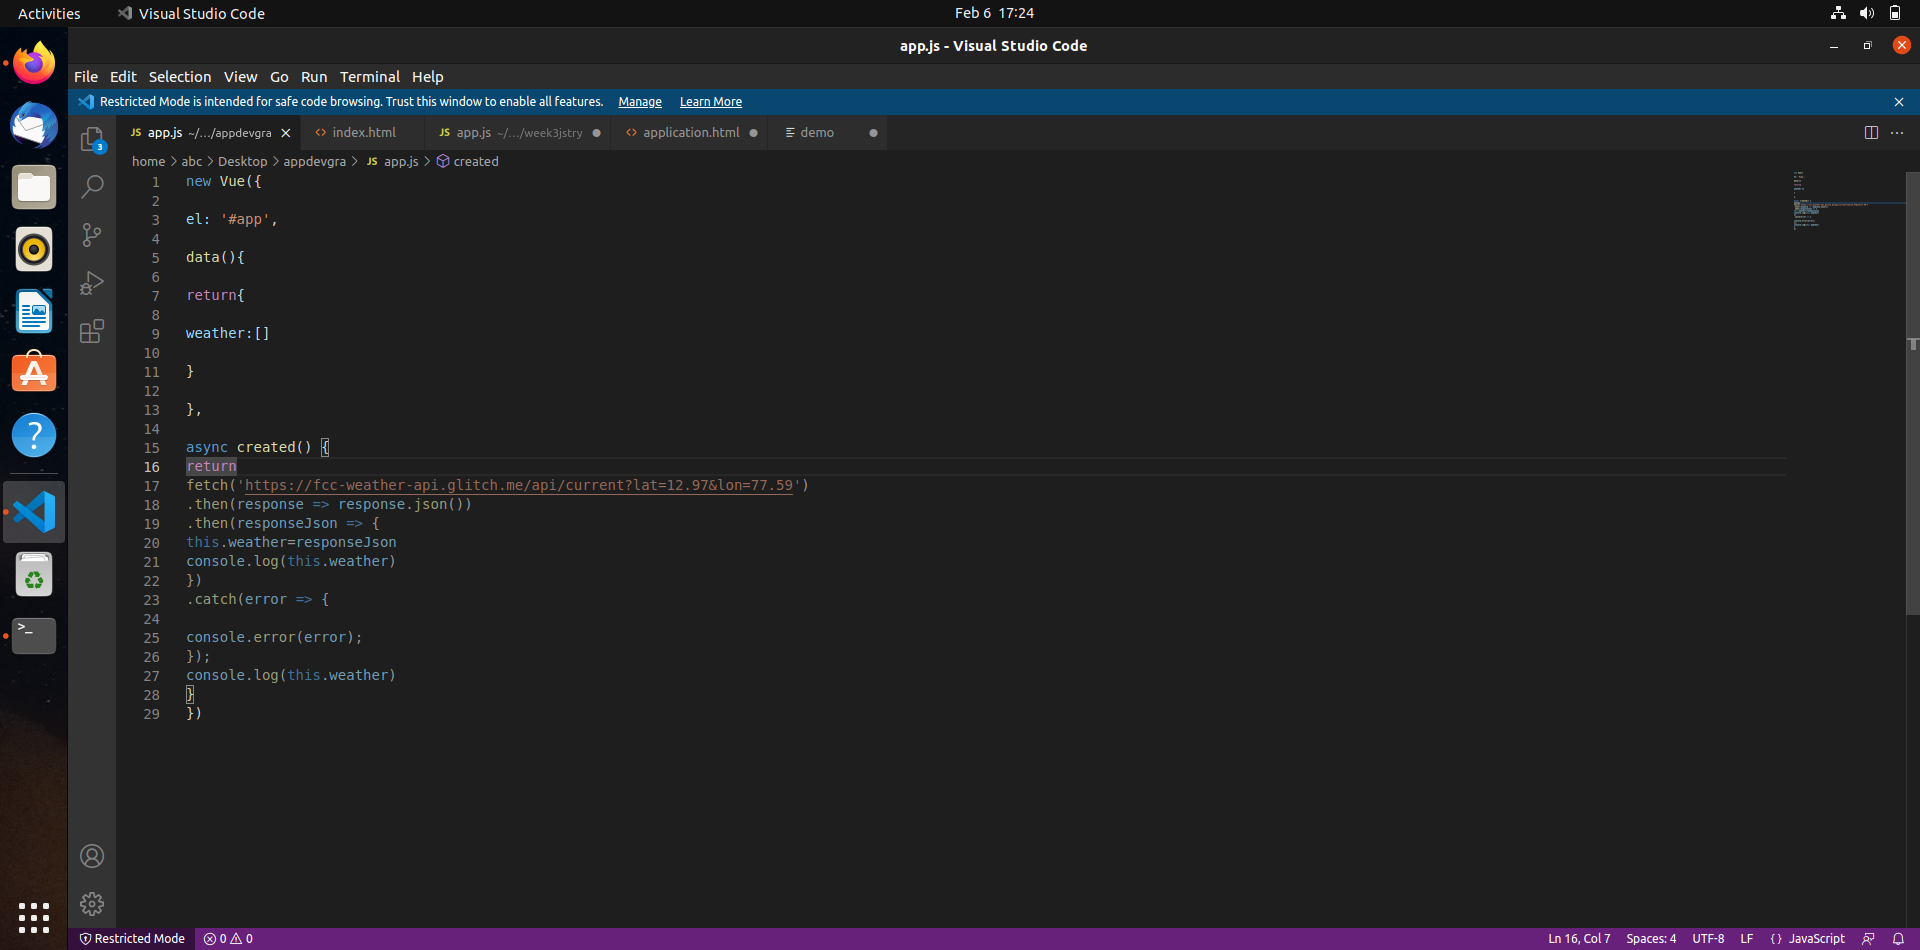 Activities Visual Studio Code Feb 6 17:24
app.js - Visual Studio Code
File Edit Selection View Go Run Terminal Help
Restricted Mode is intended for safe code browsing. Trust this window to enable all features. Manage Learn More
JS app.js ~/.../appdevgra <> index.html JS app.js ~/.../week3jstry <> application.html demo
home > abc > Desktop > appdevgra > JS app.js > created
1 new Vue({
2
3 el: '#app',
4
5 data(){
6
7 return{
8
9 weather:[]
10
11 }
12
13 },
14
15 async created() {
16 return
17 fetch('https://fcc-weather-api.glitch.me/api/current?lat=12.97&lon=77.59')
18 .then(response => response.json())
19 .then(responseJson => {
20 this.weather=responseJson
21 console.log(this.weather)
22 })
23 .catch(error => {
24
25 console.error(error);
26 });
27 console.log(this.weather)
28 }
29 })
3
Restricted Mode 0 0 Ln 16, Col 7 Spaces: 4 UTF-8 LF {} JavaScript